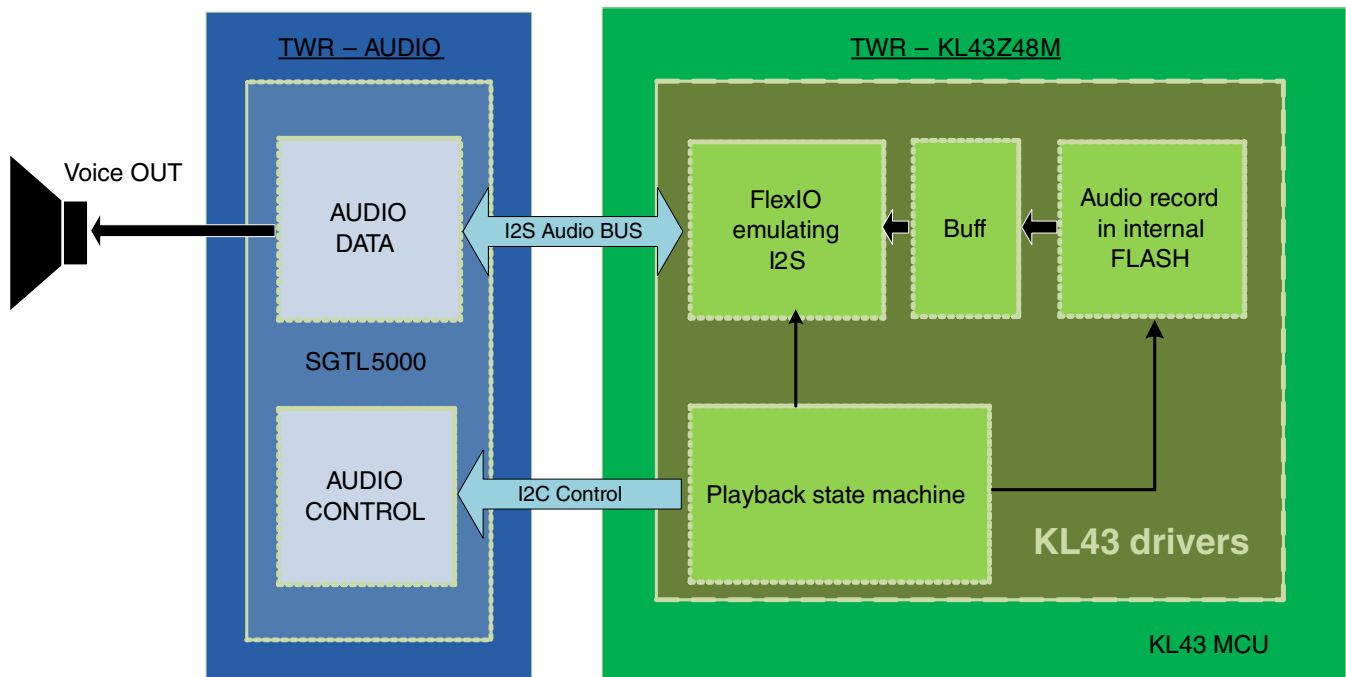 TWR – AUDIO
TWR – KL43Z48M
Voice OUT
AUDIO
DATA
I2S Audio BUS
FlexIO
emulating
I2S
Buff
Audio record
in internal
FLASH
SGTL5000
AUDIO
CONTROL
I2C Control
Playback state machine
KL43 drivers
KL43 MCU